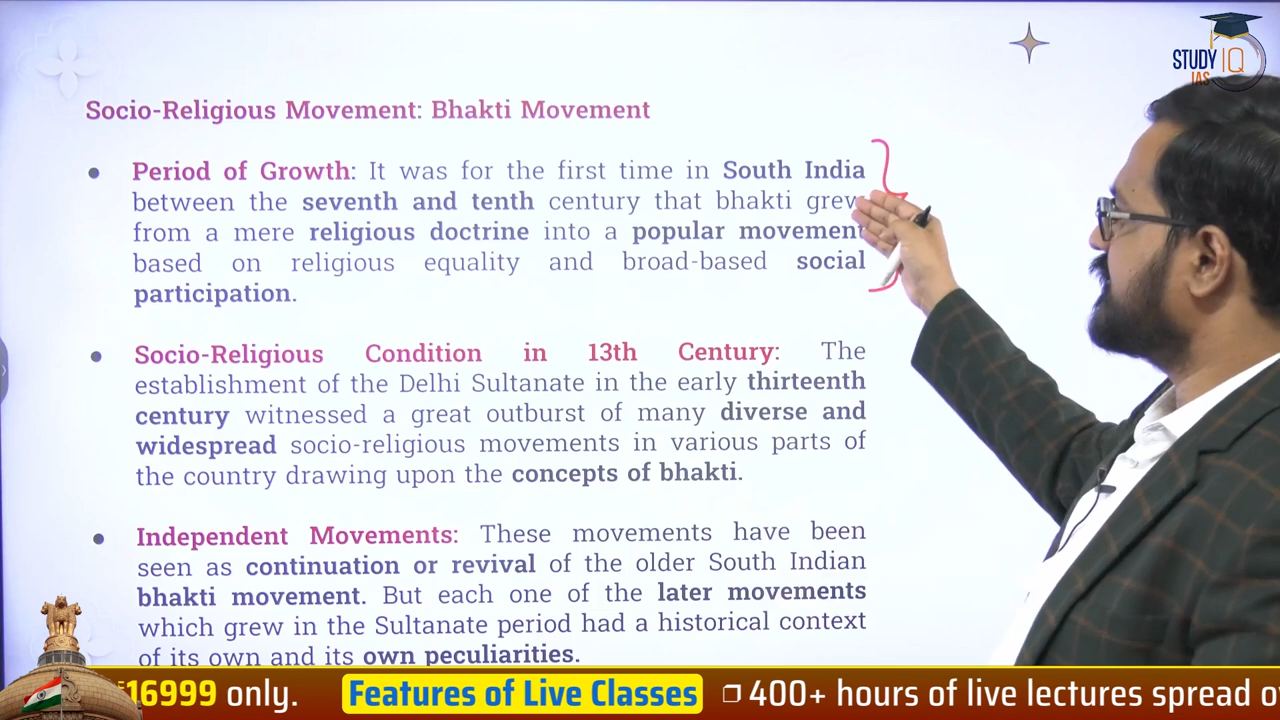 STUDY IQ
IAS
Socio-Religious Movement: Bhakti Movement
● Period of Growth: It was for the first time in South India
between the seventh and tenth century that bhakti grew
from a mere religious doctrine into a popular movement
based on religious equality and broad-based social
participation.
● Socio-Religious Condition in 13th Century: The
establishment of the Delhi Sultanate in the early thirteenth
century witnessed a great outburst of many diverse and
widespread socio-religious movements in various parts of
the country drawing upon the concepts of bhakti.
● Independent Movements: These movements have been
seen as continuation or revival of the older South Indian
bhakti movement. But each one of the later movements
which grew in the Sultanate period had a historical context
of its own and its own peculiarities.
16999 only. Features of Live Classes 400+ hours of live lectures spread